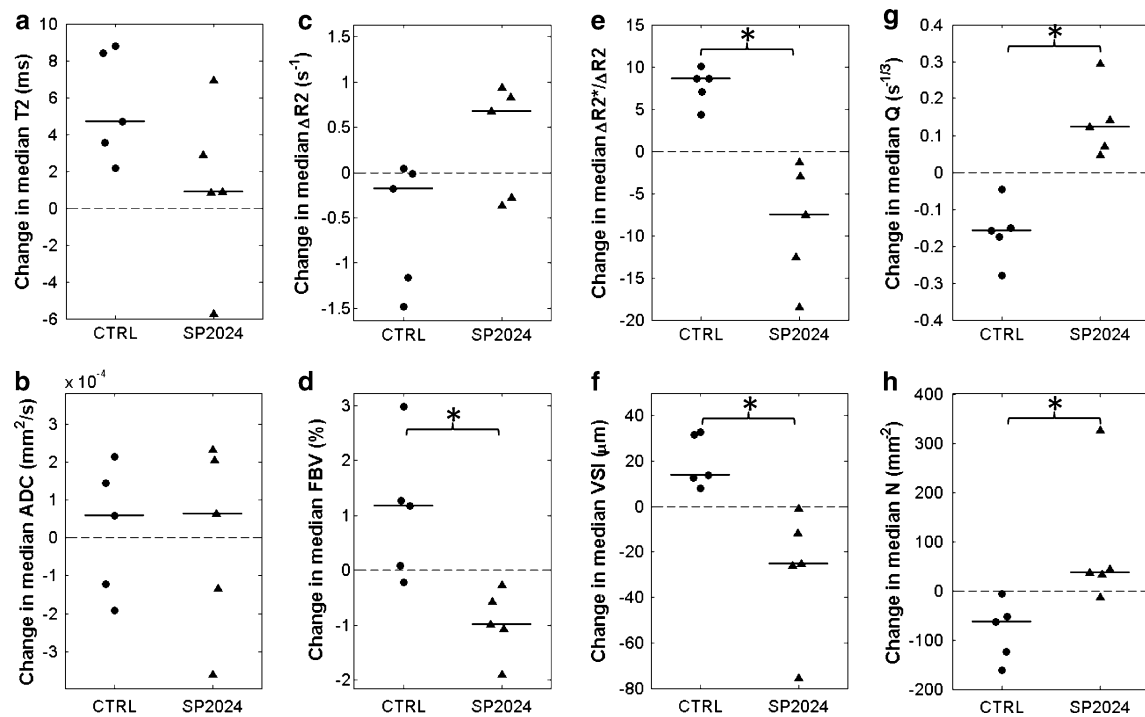 a
Change in median T2 (ms)
10
8
6
4
2
0
2
4
6
CTRL SP2024
c
Change in median ΔR2 (s-1)
1.5
1
0.5
0
-0.5
-1
-1.5
CTRL SP2024
e
Change in median ΔR2*/ΔR2
15
10
5
0
-5
-10
-15
-20
*
CTRL SP2024
g
Change in median Q (s-1/3)
0.4
0.3
0.2
0.1
0
-0.1
-0.2
-0.3
-0.4
*
CTRL SP2024
b
x 10-4
Change in median ADC (mm2/s)
3
2
1
0
-1
-2
-3
CTRL SP2024
d
Change in median FBV (%)
3
2
1
0
-1
-2
*
CTRL SP2024
f
Change in median VSI (μm)
40
20
0
-20
-40
-60
-80
*
CTRL SP2024
h
Change in median N (mm-2)
400
300
200
100
0
-100
-200
*
CTRL SP2024